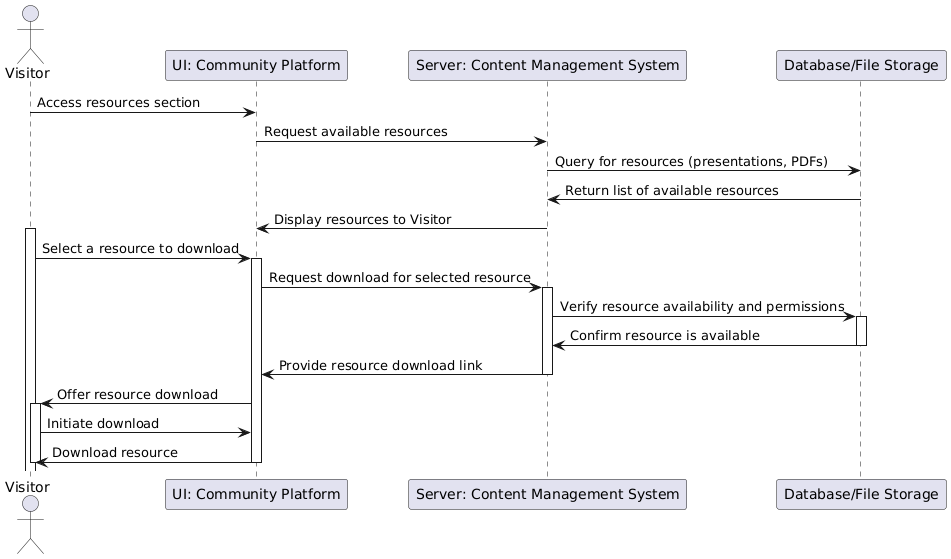 Visitor
UI: Community Platform
Server: Content Management System
Database/File Storage
Access resources section
Request available resources
Query for resources (presentations, PDFs)
Return list of available resources
Display resources to Visitor
Select a resource to download
Request download for selected resource
Verify resource availability and permissions
Confirm resource is available
Provide resource download link
Offer resource download
Initiate download
Download resource
Visitor
UI: Community Platform
Server: Content Management System
Database/File Storage